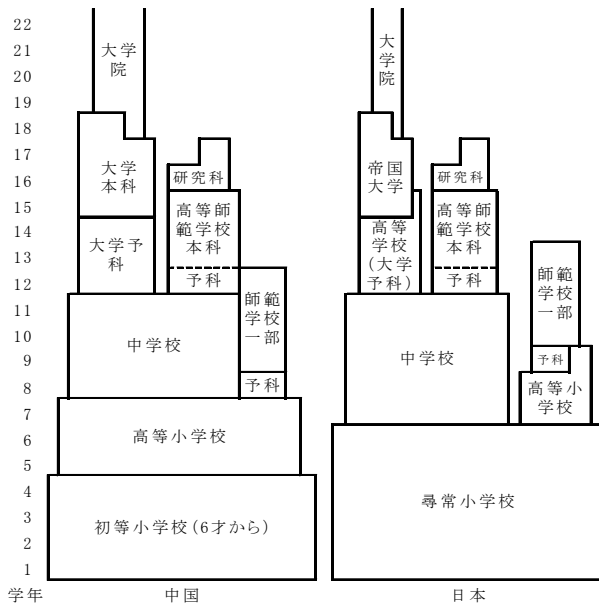 22
21
20
19
18
17
16
15
14
13
12
11
10
9
8
7
6
5
4
3
2
1
学年
大学
院
大学
本科
研究科
大学予
科
高等師
範学校
本科
予科
師範
学校
一部
予科
中学校
高等小学校
初等小学校(6才から)
中国
大学
院
帝国
大学
研究科
高等
学校
(大学
予科)
高等師
範学校
本科
予科
師範
学校
一部
予科
高等小
学校
中学校
尋常小学校
日本